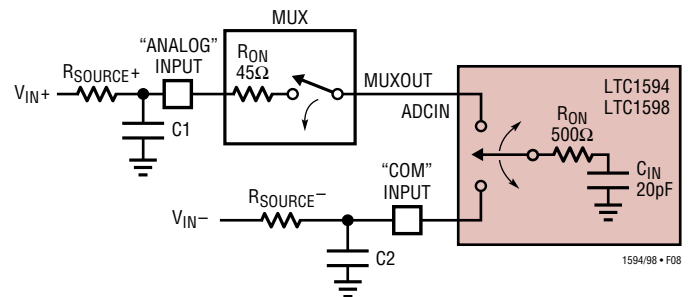 MUX
"ANALOG"
INPUT
RON
45Ω
MUXOUT
ADCIN
RSOURCE+
VIN+
C1
LTC1594
LTC1598
RON
500Ω
CIN
20pF
"COM"
INPUT
RSOURCE–
VIN–
C2
1594/98 • F08